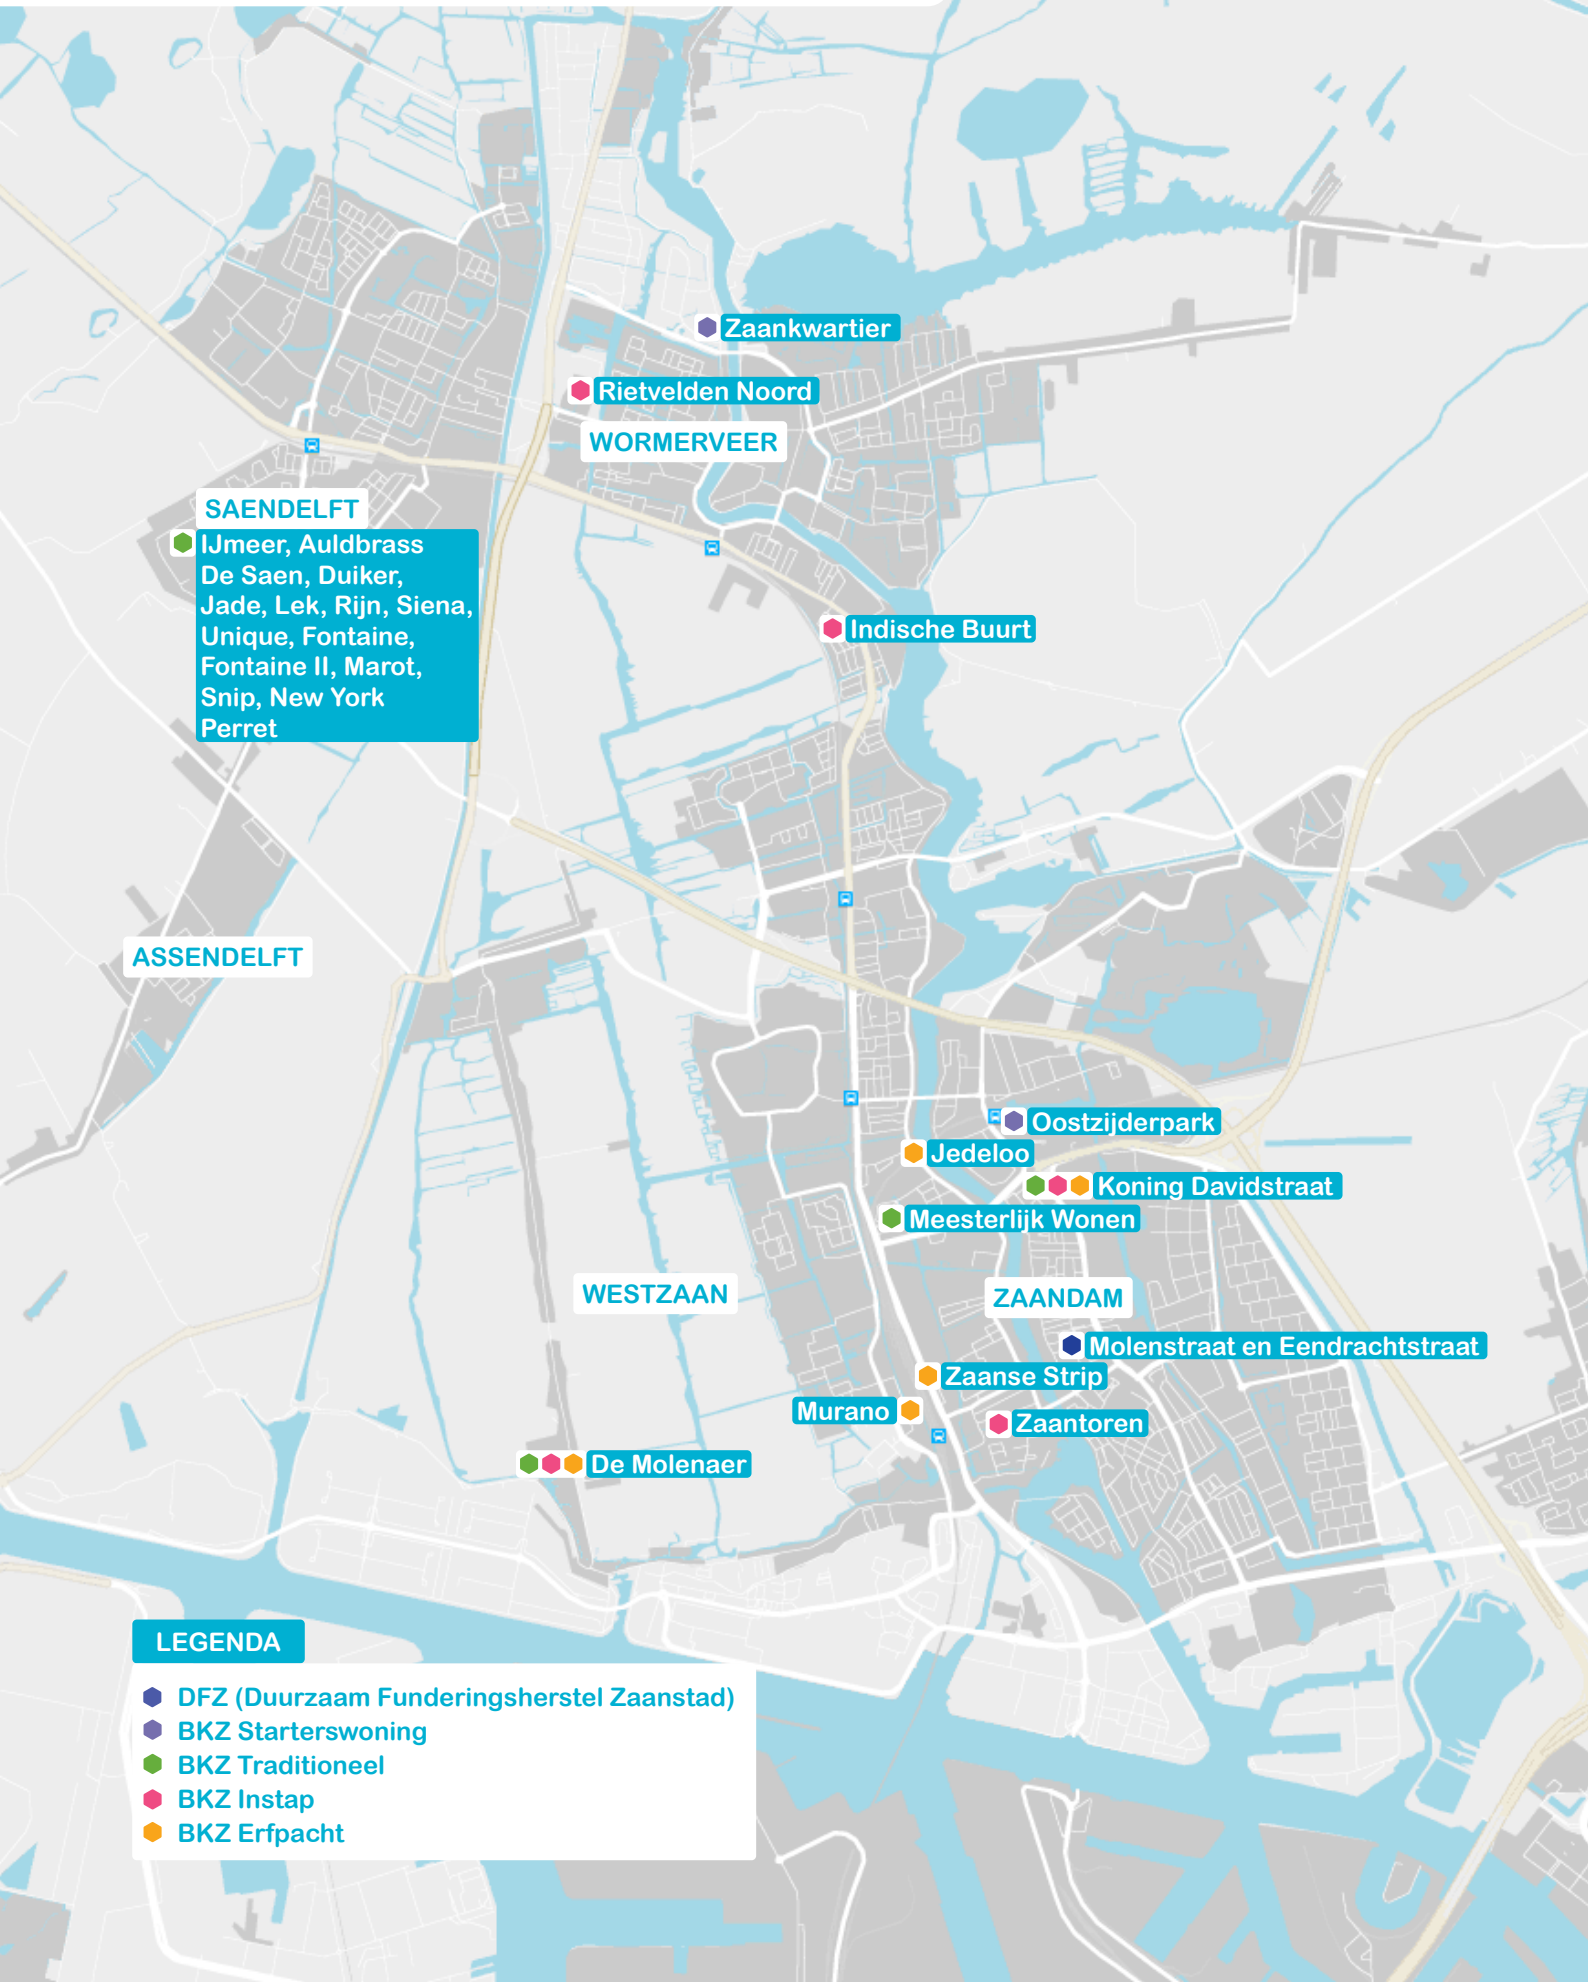 Zaankwartier
Rietvelden Noord
WORMERVEER
SAENDELFT
IJmeer, Auldbrass
De Saen, Duiker,
Jade, Lek, Rijn, Siena,
Unique, Fontaine,
Fontaine II, Marot,
Snip, New York
Perret
Indische Buurt
ASSENDELFT
Oostzijderpark
Jedeloo
Koning Davidstraat
Meesterlijk Wonen
WESTZAAN
ZAANDAM
Molenstraat en Eendrachtstraat
Zaanse Strip
Murano
Zaantoren
De Molenaer
LEGENDA
DFZ (Duurzaam Funderingsherstel Zaanstad)
BKZ Starterswoning
BKZ Traditioneel
BKZ Instap
BKZ Erfpacht